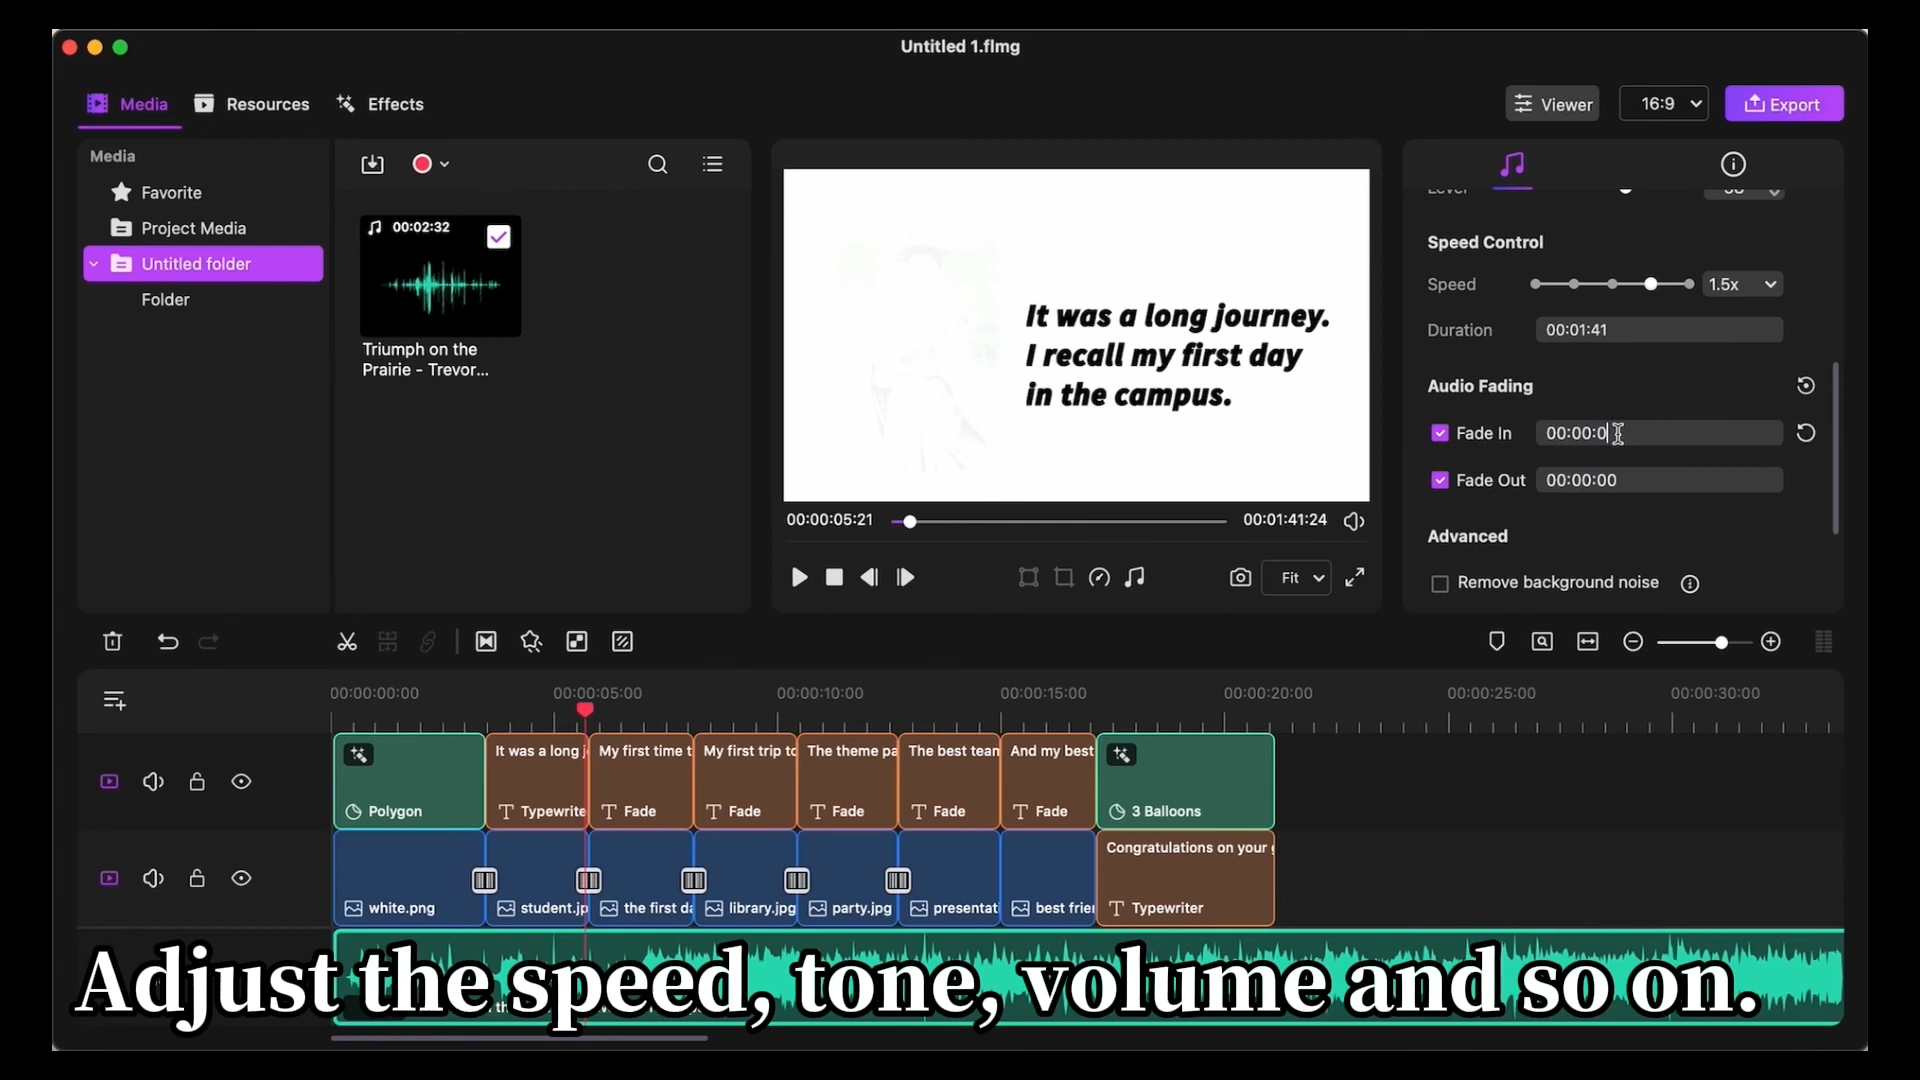 Untitled 1.flmg
Media
Resources
Effects
Viewer
16:9
Export
Media
Favorite
Project Media
Untitled folder
Folder
00:02:32
Triumph on the
Prairie - Trevor...
It was a long journey.
I recall my first day
in the campus.
00:00:05:21
00:01:41:24
Fit
Level
Speed Control
Speed
1.5x
Duration
00:01:41
Audio Fading
Fade In
00:00:0
Fade Out
00:00:00
Advanced
Remove background noise
00:00:00:00
00:00:05:00
00:00:10:00
00:00:15:00
00:00:20:00
00:00:25:00
00:00:30:00
It was a long j
My first time t
My first trip to
The theme pa
The best team
And my best
Polygon
Typewrite
Fade
Fade
Fade
Fade
Fade
3 Balloons
Congratulations on your g
white.png
student.jp
the first da
library.jpg
party.jpg
presentat
best frie
Typewriter
Adjust the speed, tone, volume and so on.